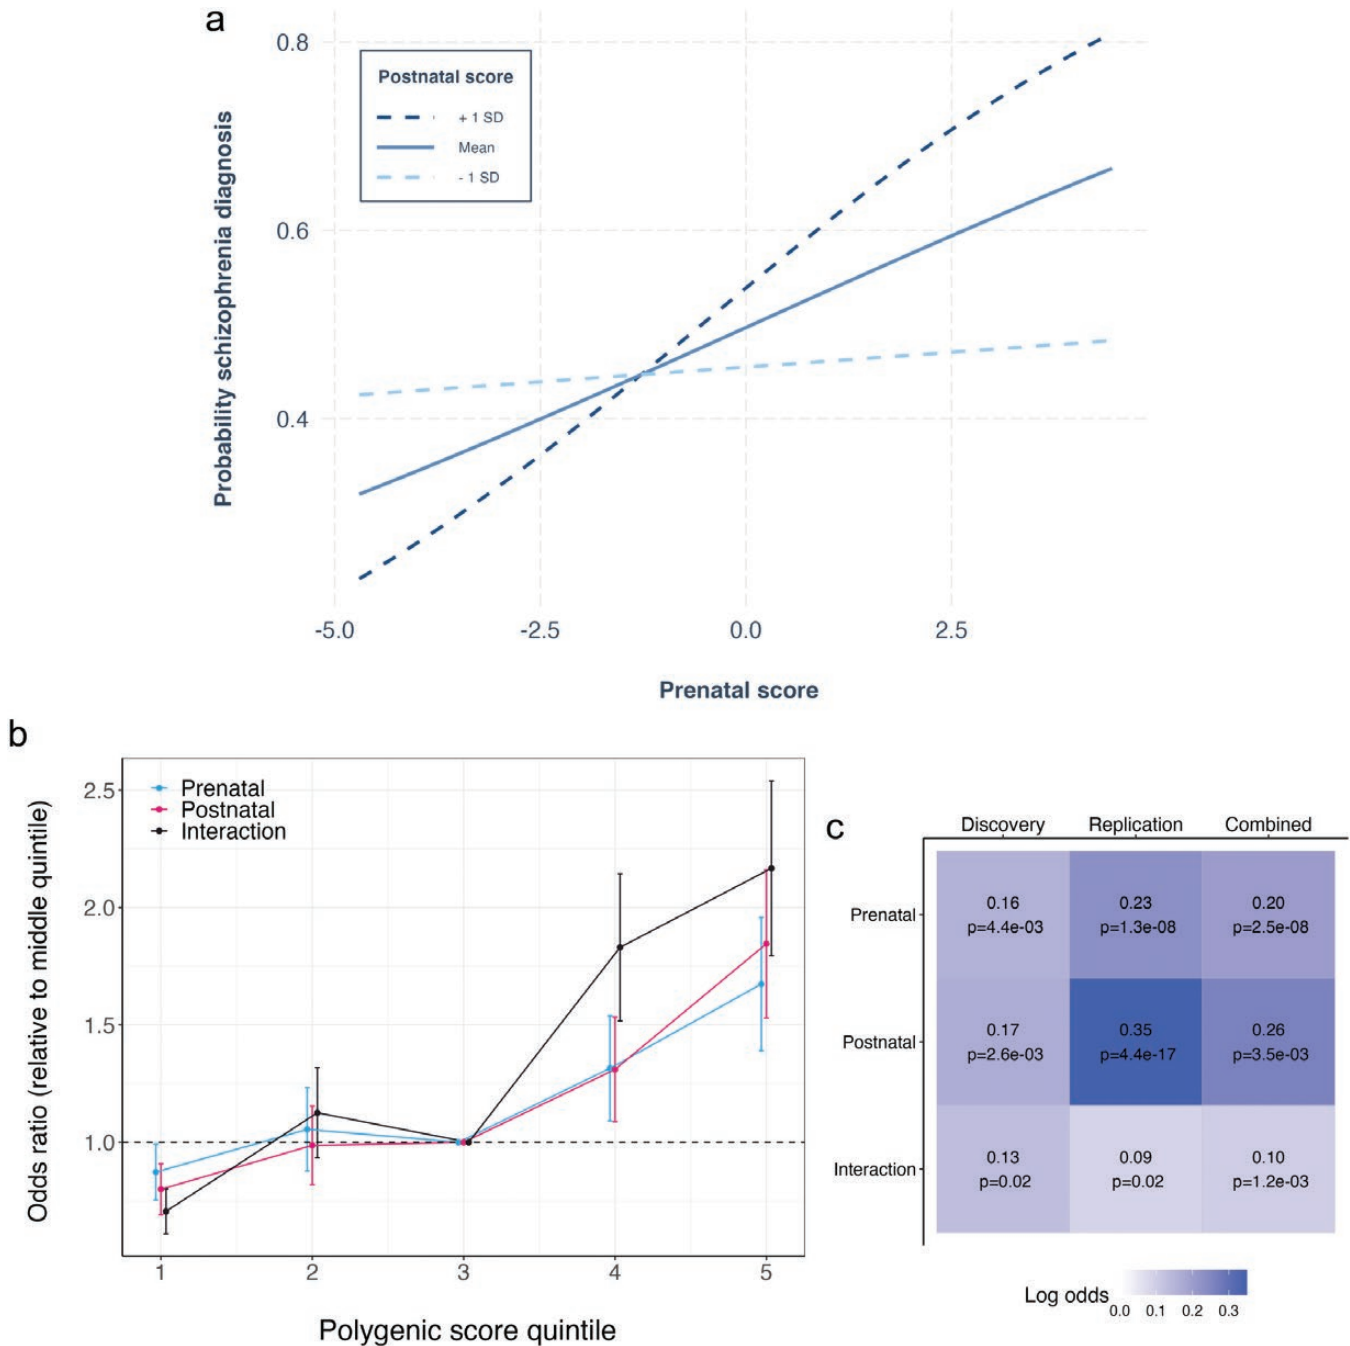 a
0.8
0.6
0.4
Probability schizophrenia diagnosis
Postnatal score
+ 1 SD
Mean
- 1 SD
-5.0 -2.5 0.0 2.5
Prenatal score
b
Odds ratio (relative to middle quintile)
2.5
2.0
1.5
1.0
Prenatal
Postnatal
Interaction
1 2 3 4 5
Polygenic score quintile
c
Discovery Replication Combined
Prenatal
0.16 0.23 0.20
p=4.4e-03 p=1.3e-08 p=2.5e-08
Postnatal
0.17 0.35 0.26
p=2.6e-03 p=4.4e-17 p=3.5e-03
Interaction
0.13 0.09 0.10
p=0.02 p=0.02 p=1.2e-03
Log odds
0.0 0.1 0.2 0.3